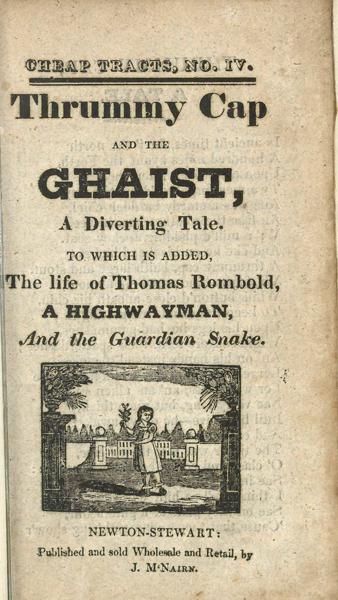 CHEAP TRACTS, NO. IV.
Thrummy Cap
AND THE
GHAIST,
A Diverting Tale.
TO WHICH IS ADDED,
The life of Thomas Rombold,
A HIGHWAYMAN,
And the Guardian Snake.
NEWTON-STEWART:
Published and sold Wholesale and Retail, by
J. M'NAIRN.